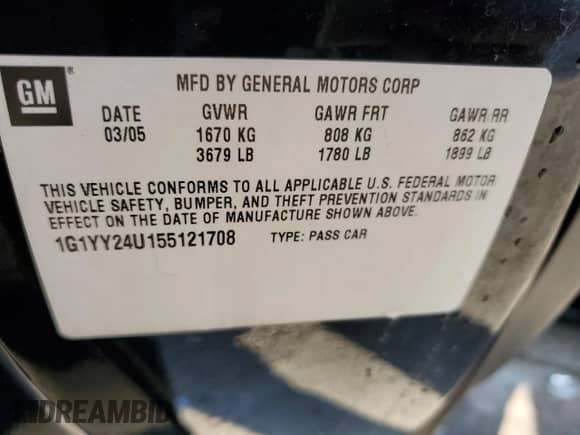 GM ®
MFD BY GENERAL MOTORS CORP
DATE GVWR GAWR FRT GAWR RR
03/05 1670 KG 808 KG 862 KG
3679 LB 1780 LB 1899 LB
THIS VEHICLE CONFORMS TO ALL APPLICABLE U.S. FEDERAL MOTOR
VEHICLE SAFETY, BUMPER, AND THEFT PREVENTION STANDARDS IN
EFFECT ON THE DATE OF MANUFACTURE SHOWN ABOVE.
1G1YY24U155121708 TYPE: PASS CAR
DREAMBID